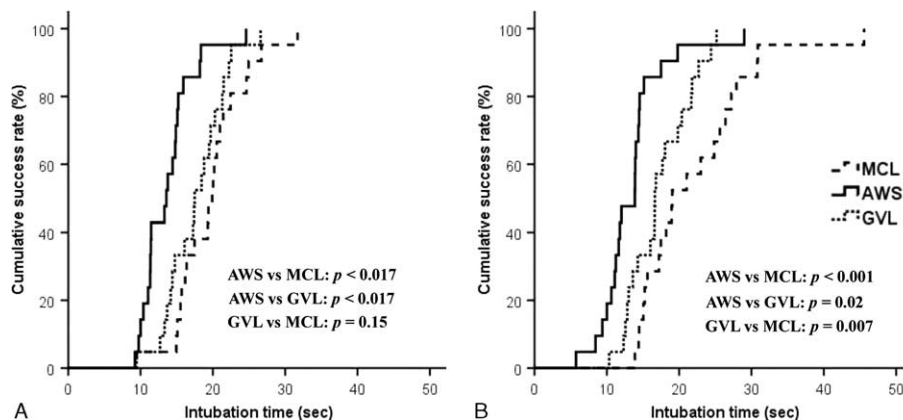 Cumulative success rate (%)
100
80
60
40
20
0
AWS vs MCL: p < 0.017
AWS vs GVL: p < 0.017
GVL vs MCL: p = 0.15
0 10 20 30 40 50
A
Intubation time (sec)
Cumulative success rate (%)
100
80
60
40
20
0
MCL
AWS
GVL
AWS vs MCL: p < 0.001
AWS vs GVL: p = 0.02
GVL vs MCL: p = 0.007
0 10 20 30 40 50
B
Intubation time (sec)